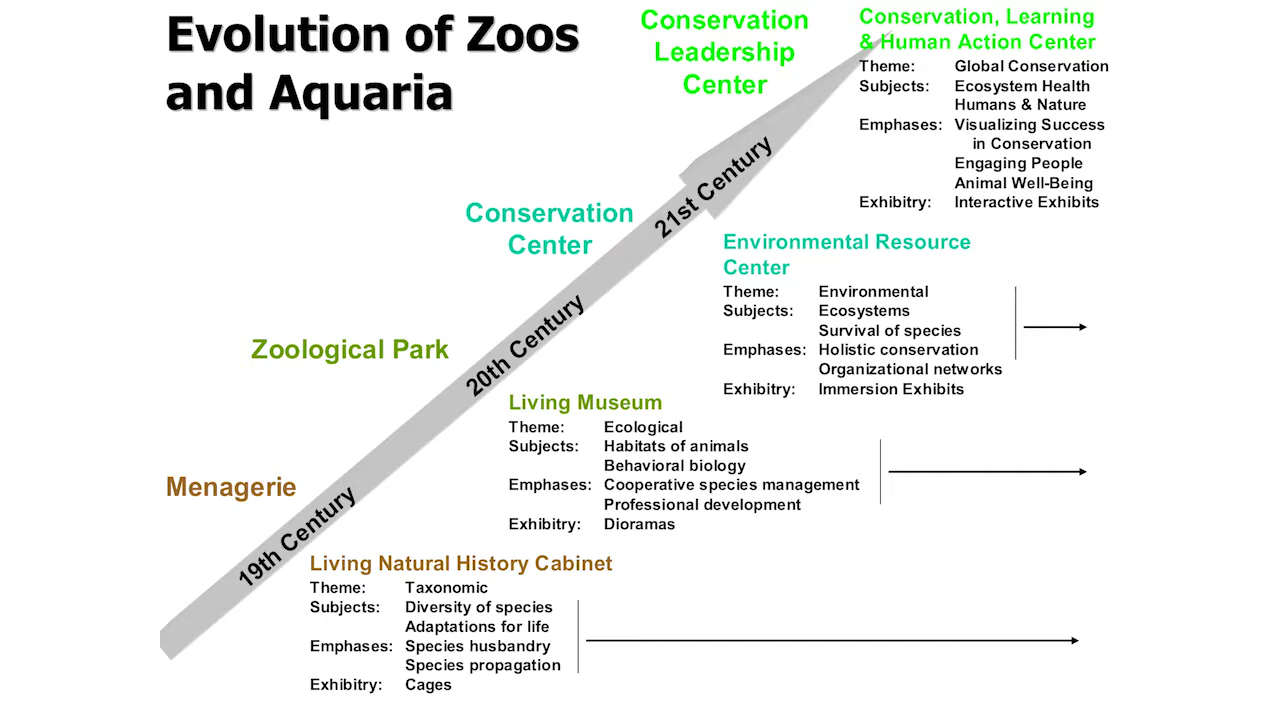 Evolution of Zoos
and Aquaria
Conservation
Leadership
Center
Conservation, Learning
& Human Action Center
Theme: Global Conservation
Subjects: Ecosystem Health
Humans & Nature
Emphases: Visualizing Success
in Conservation
Engaging People
Animal Well-Being
Exhibitry: Interactive Exhibits
21st Century
Conservation
Center
Environmental Resource
Center
Theme: Environmental
Subjects: Ecosystems
Survival of species
Emphases: Holistic conservation
Organizational networks
Exhibitry: Immersion Exhibits
20th Century
Zoological Park
Living Museum
Theme: Ecological
Subjects: Habitats of animals
Behavioral biology
Emphases: Cooperative species management
Professional development
Exhibitry: Dioramas
Menagerie
19th Century
Living Natural History Cabinet
Theme: Taxonomic
Subjects: Diversity of species
Adaptations for life
Emphases: Species husbandry
Species propagation
Exhibitry: Cages